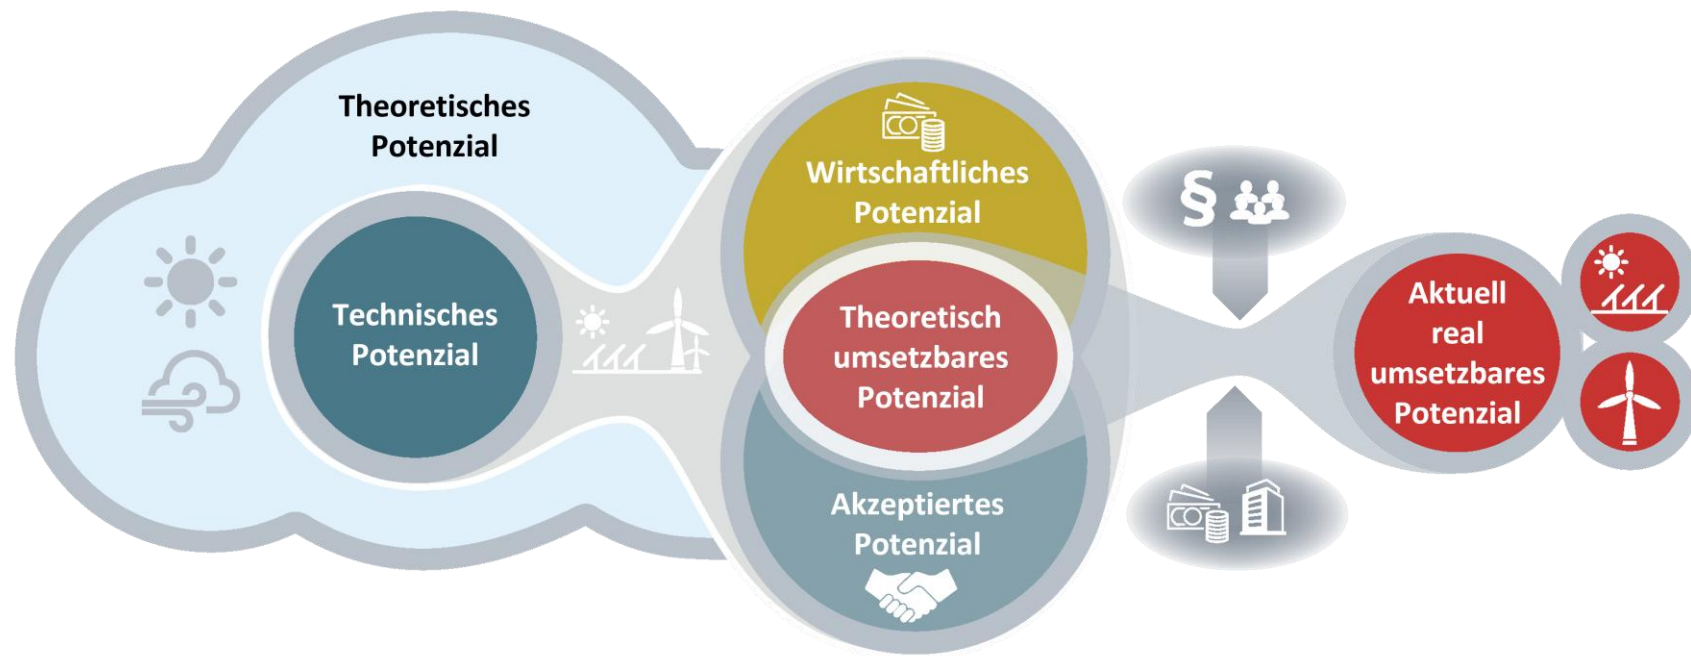 Theoretisches
Potenzial
Technisches
Potenzial
Wirtschaftliches
Potenzial
Theoretisch
umsetzbares
Potenzial
Akzeptiertes
Potenzial
§
Aktuell
real
umsetzbares
Potenzial